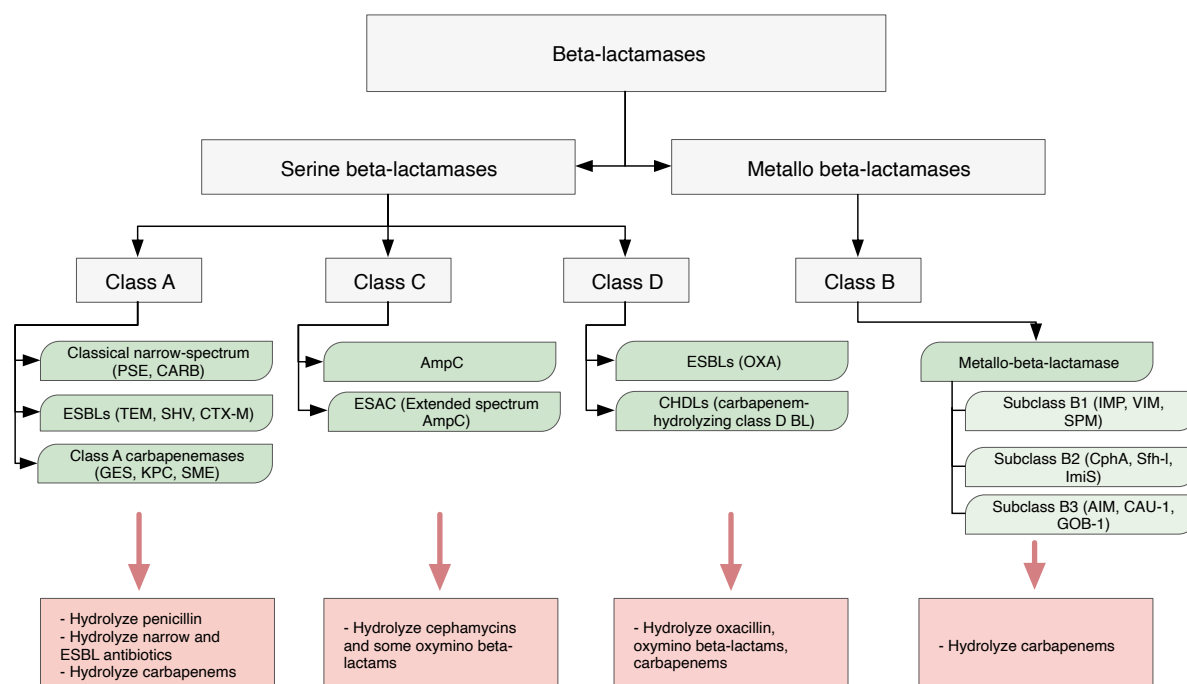 Beta-lactamases
Serine beta-lactamases
Metallo beta-lactamases
Class A
Class C
Class D
Class B
Classical narrow-spectrum
(PSE, CARB)
ESBLs (TEM, SHV, CTX-M)
Class A carbapenemases
(GES, KPC, SME)
AmpC
ESAC (Extended spectrum
AmpC)
ESBLs (OXA)
CHDLs (carbapenem-
hydrolyzing class D BL)
Metallo-beta-lactamase
Subclass B1 (IMP, VIM,
SPM)
Subclass B2 (CphA, Sfh-I,
ImiS)
Subclass B3 (AIM, CAU-1,
GOB-1)
- Hydrolyze penicillin
- Hydrolyze narrow and
ESBL antibiotics
- Hydrolyze carbapenems
- Hydrolyze cephamycins
and some oxymino beta-
lactams
- Hydrolyze oxacillin,
oxymino beta-lactams,
carbapenems
- Hydrolyze carbapenems